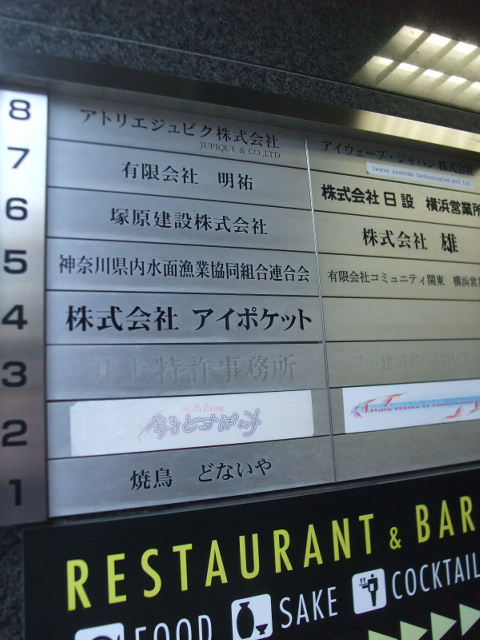 8 アトリエジュピク株式会社 アイウェーブ・ジャパン株式会社
JUPIQUE & CO.LTD
7 有限会社 明祐 株式会社 日設 横浜営業所
6 塚原建設株式会社 株式会社 雄
5 神奈川県内水面漁業協同組合連合会 有限会社コミュニティ関東 横浜営
4 株式会社 アイポケット
3 井上特許事務所
2
1 焼鳥 どないや
RESTAURANT & BAR
FOOD SAKE COCKTAIL